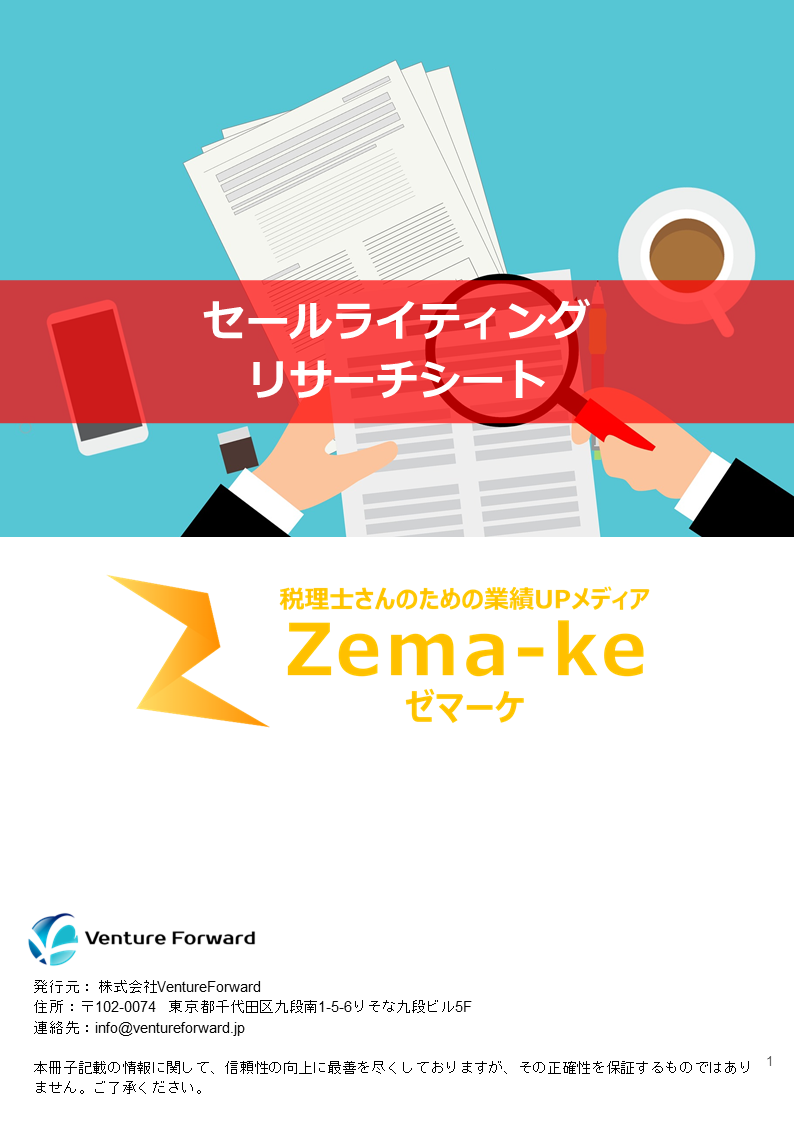 セールライティング
リサーチシート
税理士さんのための業績UPメディア
Zema-ke
ゼマーケ
Venture Forward
発行元： 株式会社VentureForward
住所：〒102-0074　東京都千代田区九段南1-5-6りそな九段ビル5F
連絡先：info@ventureforward.jp
本冊子記載の情報に関して、信頼性の向上に最善を尽くしておりますが、その正確性を保証するものではあり
ません。ご了承ください。
1